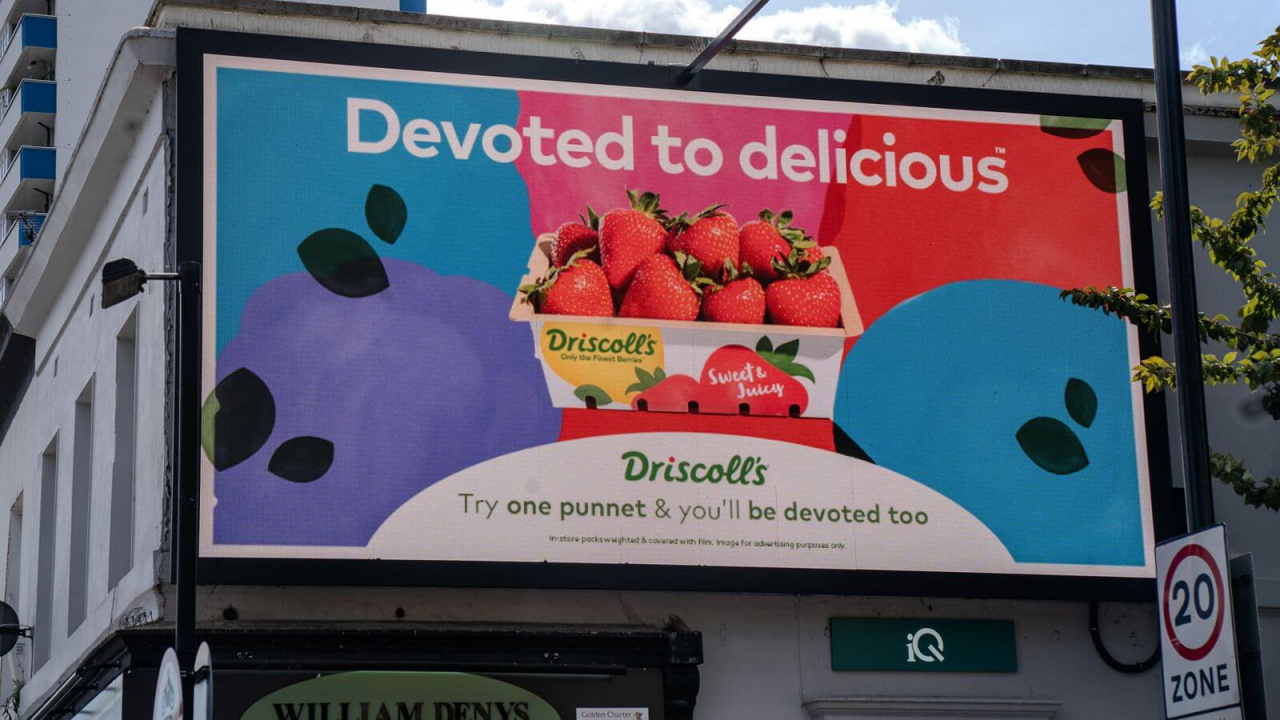 Devoted to delicious™
Driscoll's
Only the Finest Berries™
Sweet &
Juicy
Driscoll's
Try one punnet & you'll be devoted too
In-store packs weighted & covered with film. Image for advertising purposes only.
iQ
20
ZONE
WILLIAM DENYS
Golden Charter